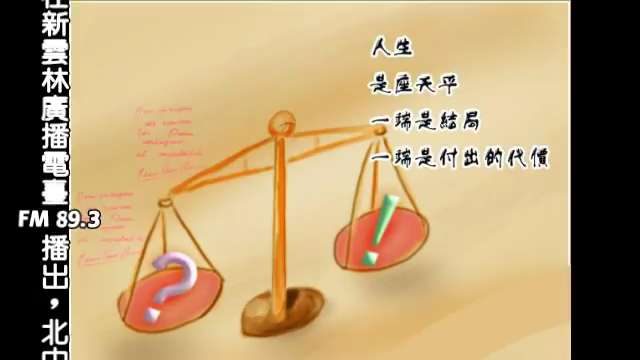 人生
是座天平
一端是結局
一端是付出的代價
在新雲林廣播電臺
FM 89.3
播出，北